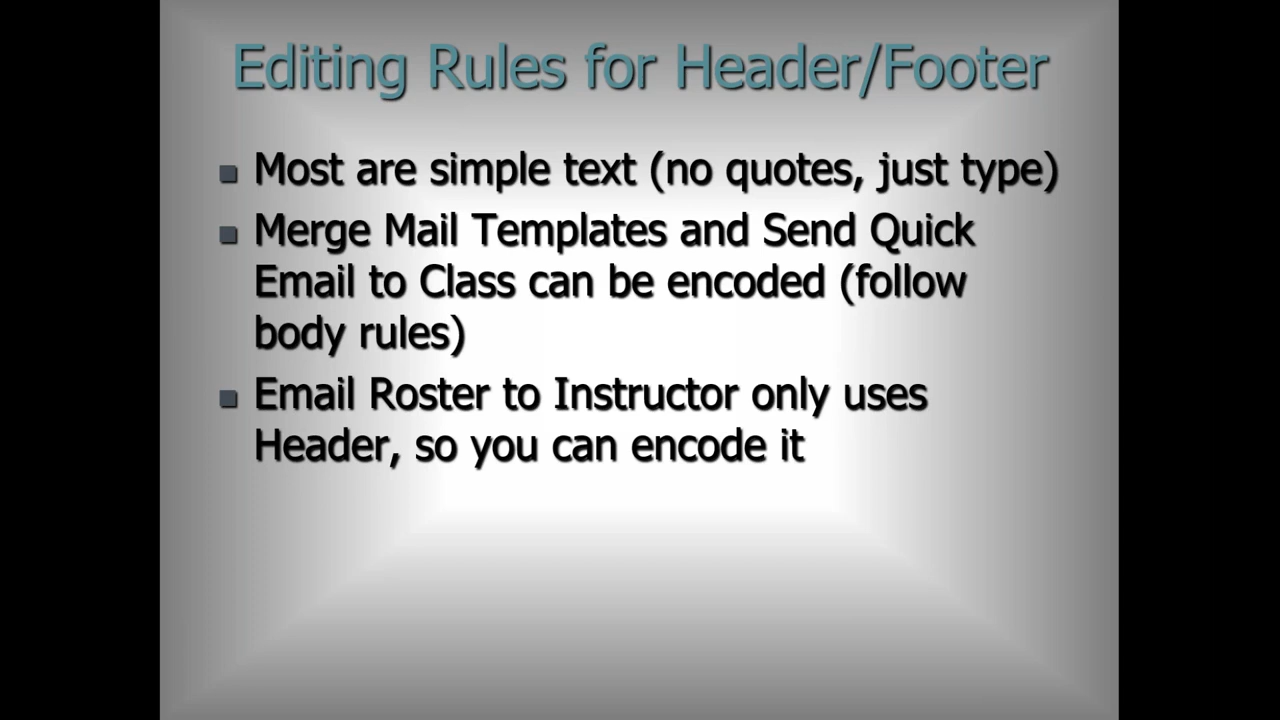 Editing Rules for Header/Footer
Most are simple text (no quotes, just type)
Merge Mail Templates and Send Quick
Email to Class can be encoded (follow
body rules)
Email Roster to Instructor only uses
Header, so you can encode it